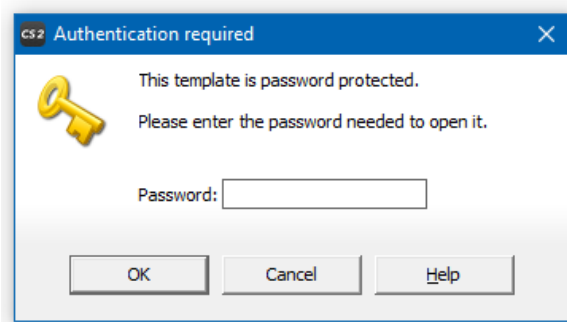 CS2 Authentication required
This template is password protected.
Please enter the password needed to open it.
Password:
OK Cancel Help